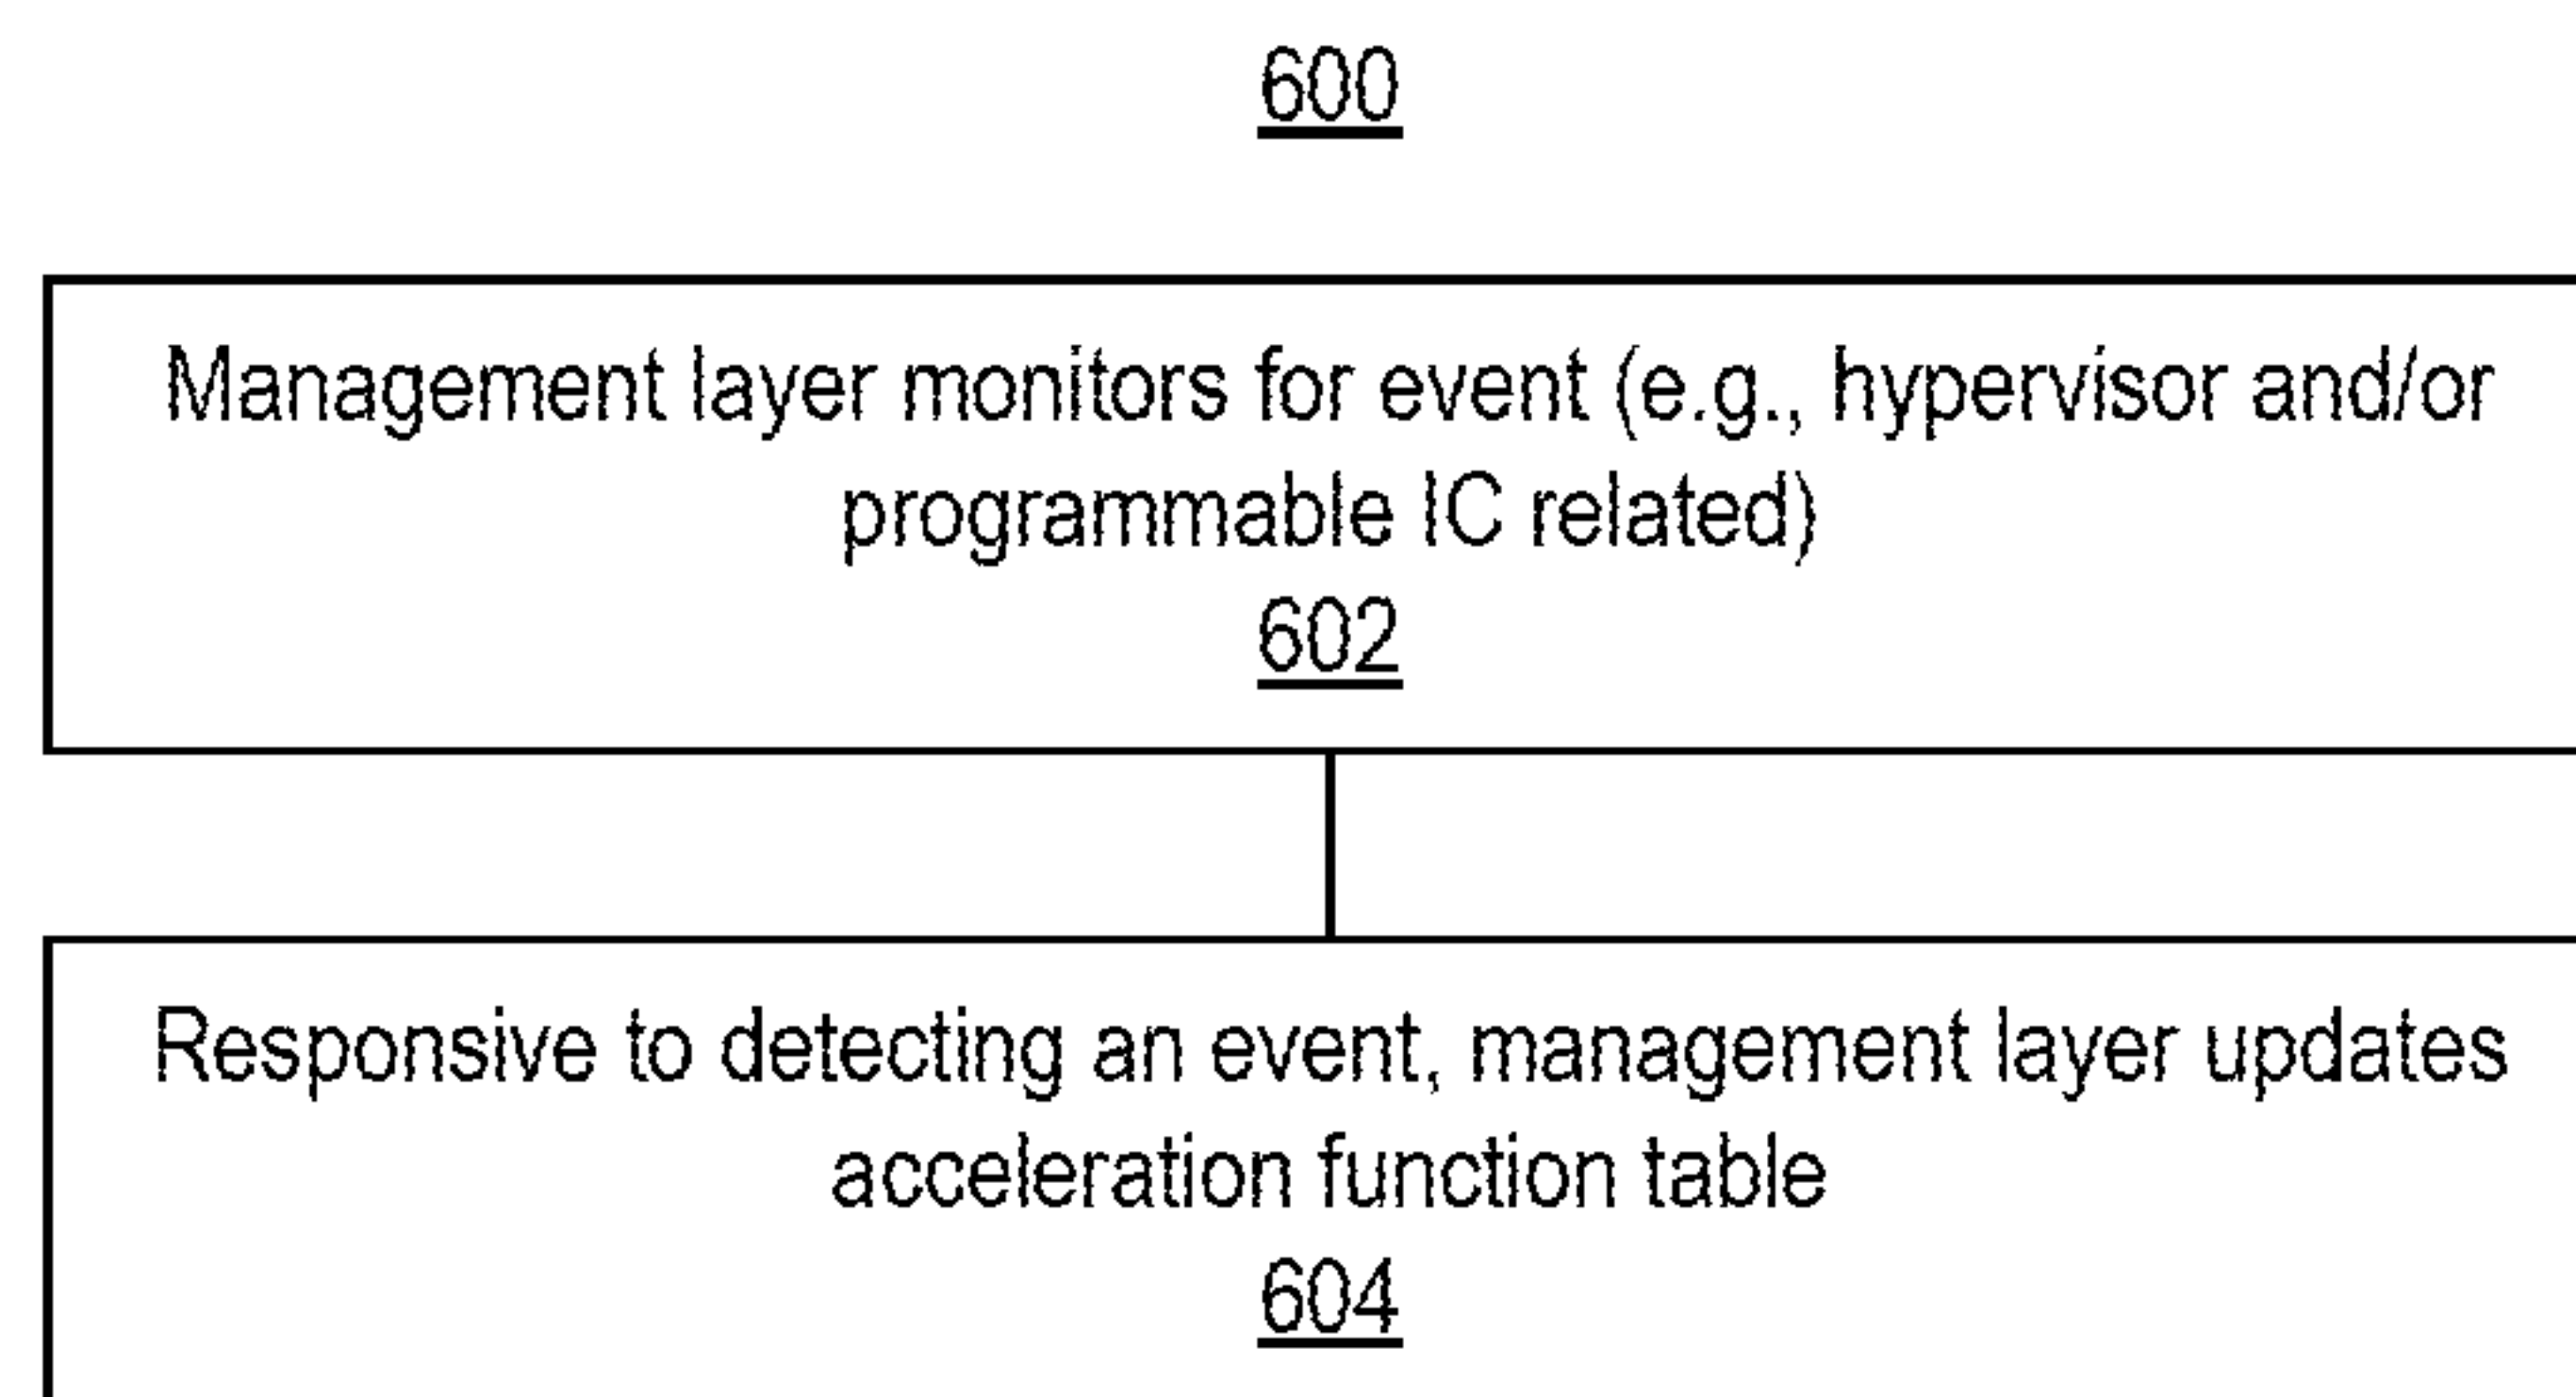 600
Management layer monitors for event (e.g., hypervisor and/or
programmable IC related)
602
Responsive to detecting an event, management layer updates
acceleration function table
604